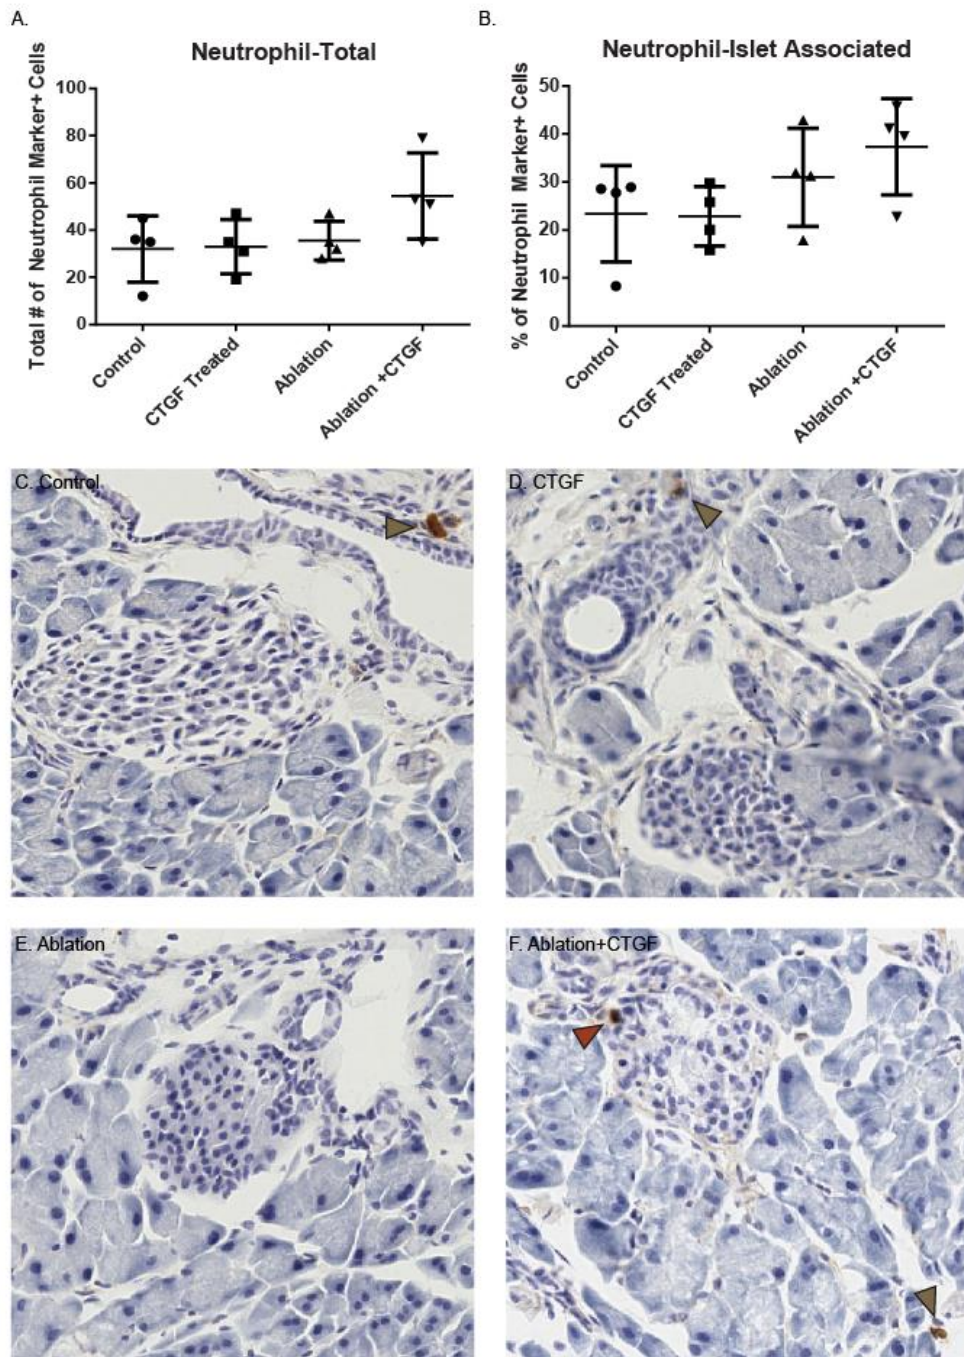 A.
Neutrophil-Total
Total # of Neutrophil Marker+ Cells
100
80
60
40
20
0
Control
CTGF Treated
Ablation
Ablation +CTGF
B.
Neutrophil-Islet Associated
% of Neutrophil Marker+ Cells
50
40
30
20
10
0
Control
CTGF Treated
Ablation
Ablation +CTGF
C. Control
D. CTGF
E. Ablation
F. Ablation+CTGF